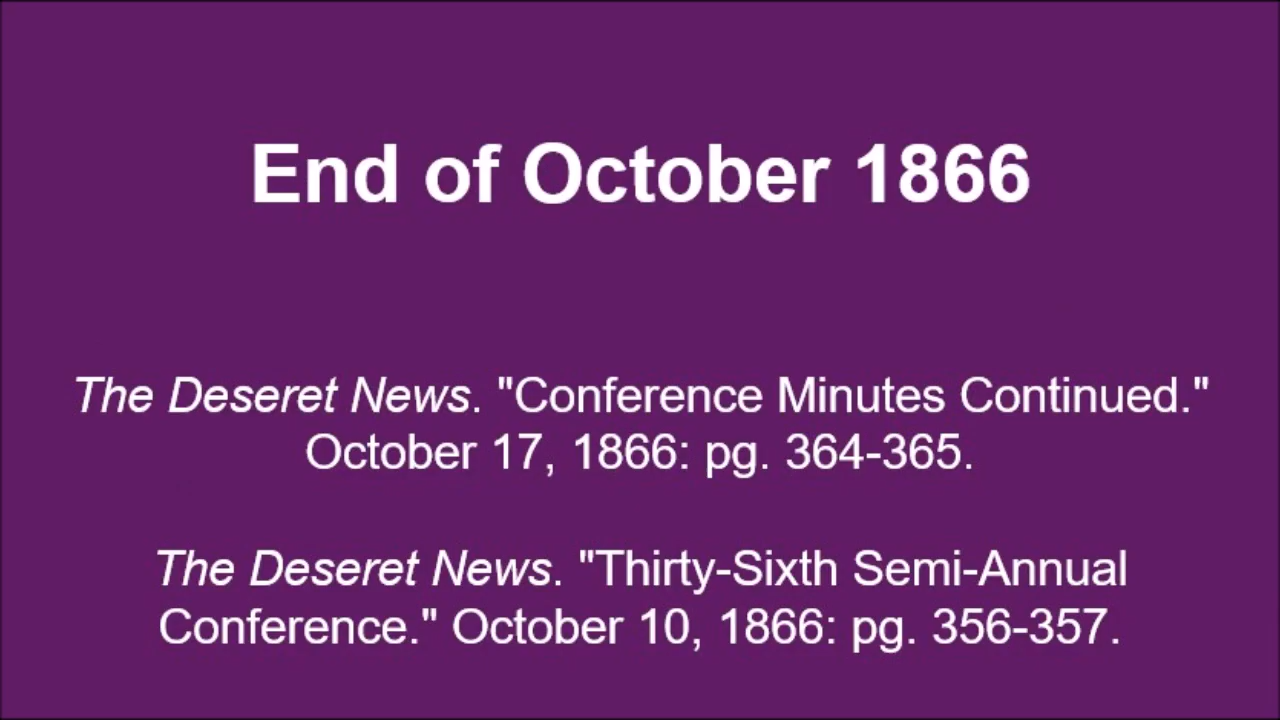 End of October 1866
The Deseret News. "Conference Minutes Continued."
October 17, 1866: pg. 364-365.
The Deseret News. "Thirty-Sixth Semi-Annual
Conference." October 10, 1866: pg. 356-357.